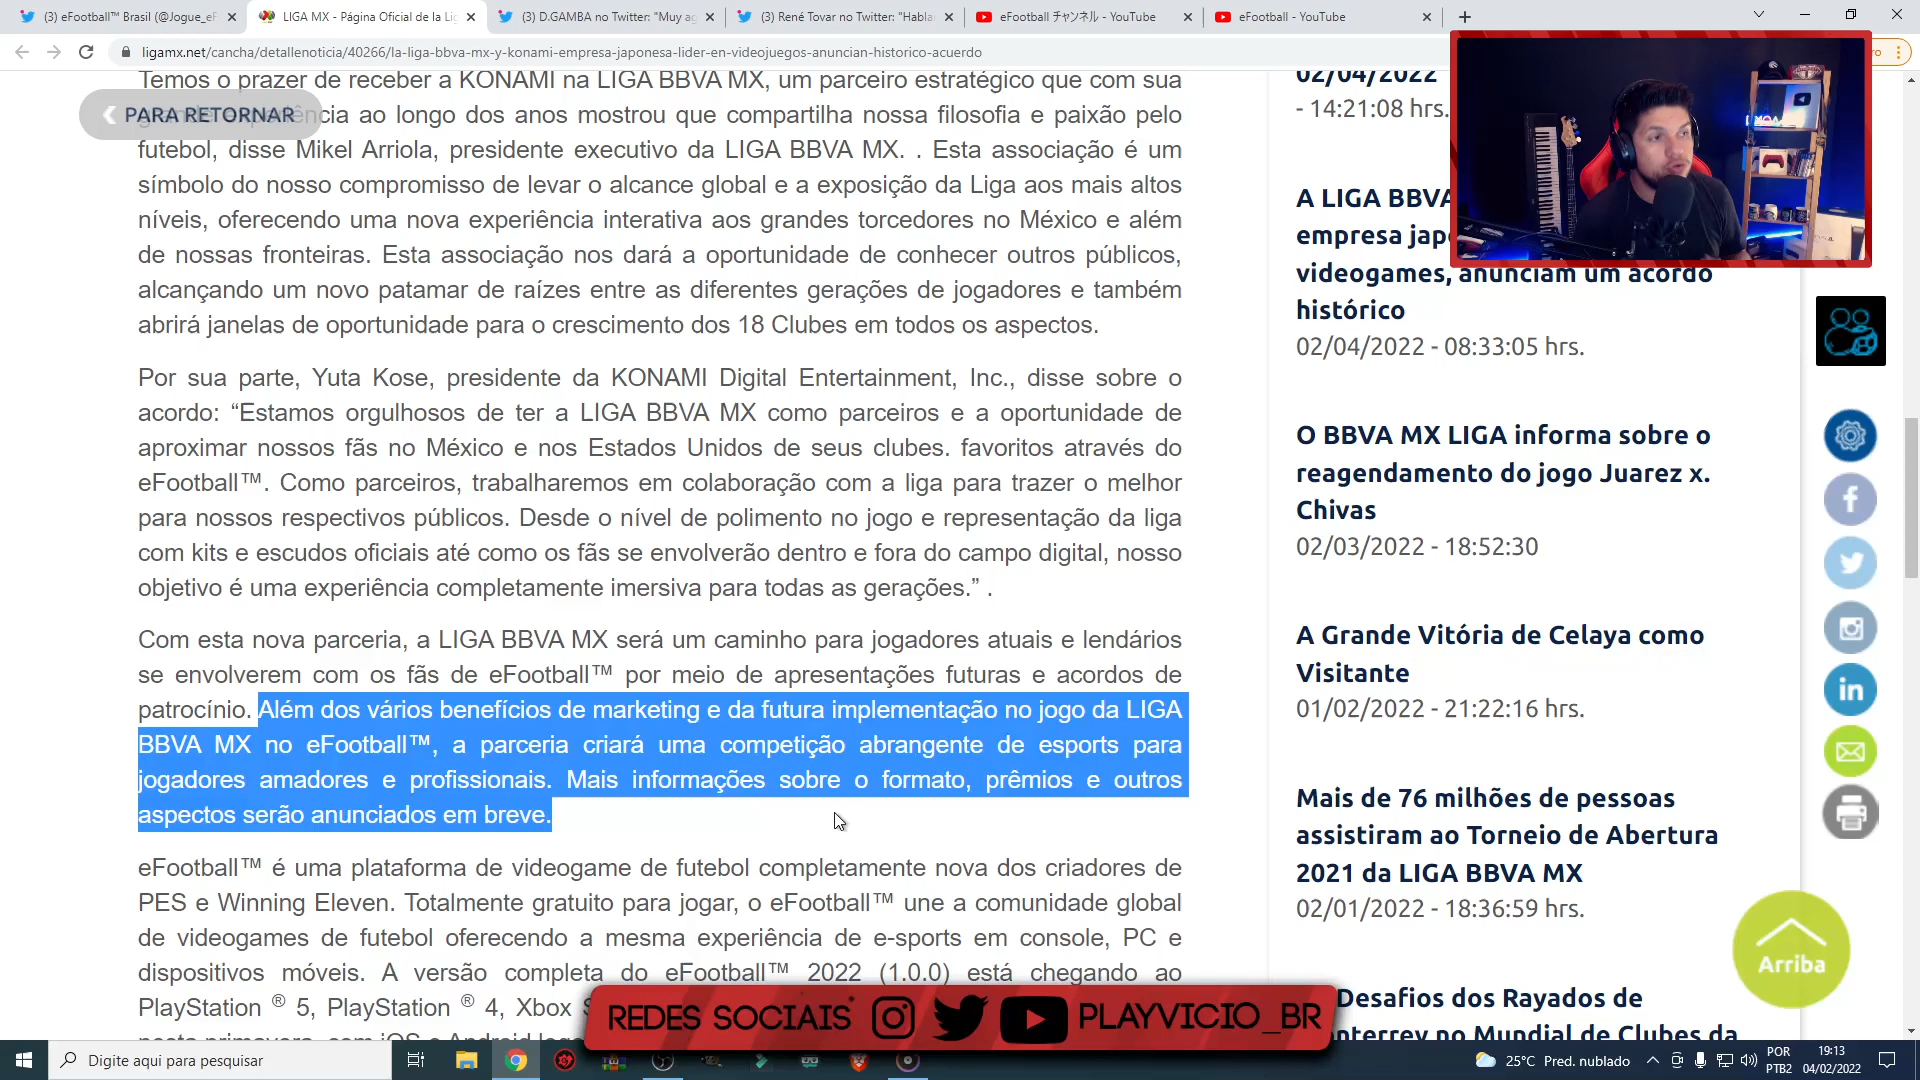 (3) eFootball™ Brasil (@Jogue_eF
LIGA MX - Página Oficial de la Lig
(3) D.GAMBA no Twitter: "Muy ag
(3) René Tovar no Twitter: "Hablar
eFootball チャンネル - YouTube
eFootball - YouTube
ligamx.net/cancha/detallenoticia/40266/la-liga-bbva-mx-y-konami-empresa-japonesa-lider-en-videojuegos-anuncian-historico-acuerdo
Temos o prazer de receber a KONAMI na LIGA BBVA MX, um parceiro estratégico que com sua
PARA RETORNAR
ao longo dos anos mostrou que compartilha nossa filosofia e paixão pelo
futebol, disse Mikel Arriola, presidente executivo da LIGA BBVA MX. . Esta associação é um
símbolo do nosso compromisso de levar o alcance global e a exposição da Liga aos mais altos
níveis, oferecendo uma nova experiência interativa aos grandes torcedores no México e além
de nossas fronteiras. Esta associação nos dará a oportunidade de conhecer outros públicos,
alcançando um novo patamar de raízes entre as diferentes gerações de jogadores e também
abrirá janelas de oportunidade para o crescimento dos 18 Clubes em todos os aspectos.
Por sua parte, Yuta Kose, presidente da KONAMI Digital Entertainment, Inc., disse sobre o
acordo: “Estamos orgulhosos de ter a LIGA BBVA MX como parceiros e a oportunidade de
aproximar nossos fãs no México e nos Estados Unidos de seus clubes. favoritos através do
eFootball™. Como parceiros, trabalharemos em colaboração com a liga para trazer o melhor
para nossos respectivos públicos. Desde o nível de polimento no jogo e representação da liga
com kits e escudos oficiais até como os fãs se envolverão dentro e fora do campo digital, nosso
objetivo é uma experiência completamente imersiva para todas as gerações.” .
Com esta nova parceria, a LIGA BBVA MX será um caminho para jogadores atuais e lendários
se envolverem com os fãs de eFootball™ por meio de apresentações futuras e acordos de
patrocínio. Além dos vários benefícios de marketing e da futura implementação no jogo da LIGA
BBVA MX no eFootball™, a parceria criará uma competição abrangente de esports para
jogadores amadores e profissionais. Mais informações sobre o formato, prêmios e outros
aspectos serão anunciados em breve.
eFootball™ é uma plataforma de videogame de futebol completamente nova dos criadores de
PES e Winning Eleven. Totalmente gratuito para jogar, o eFootball™ une a comunidade global
de videogames de futebol oferecendo a mesma experiência de e-sports em console, PC e
dispositivos móveis. A versão completa do eFootball™ 2022 (1.0.0) está chegando ao
PlayStation ® 5, PlayStation ® 4, Xbox S
02/04/2022
- 14:21:08 hrs.
A LIGA BBVA
empresa jap
videogames, anunciam um acordo
histórico
02/04/2022 - 08:33:05 hrs.
O BBVA MX LIGA informa sobre o
reagendamento do jogo Juarez x.
Chivas
02/03/2022 - 18:52:30
A Grande Vitória de Celaya como
Visitante
01/02/2022 - 21:22:16 hrs.
Mais de 76 milhões de pessoas
assistiram ao Torneio de Abertura
2021 da LIGA BBVA MX
02/01/2022 - 18:36:59 hrs.
Desafios dos Rayados de
onterrey no Mundial de Clubes da
Arriba
REDES SOCIAIS PLAYVICIO_BR
Digite aqui para pesquisar
25°C Pred. nublado
POR
PTB2
19:13
04/02/2022